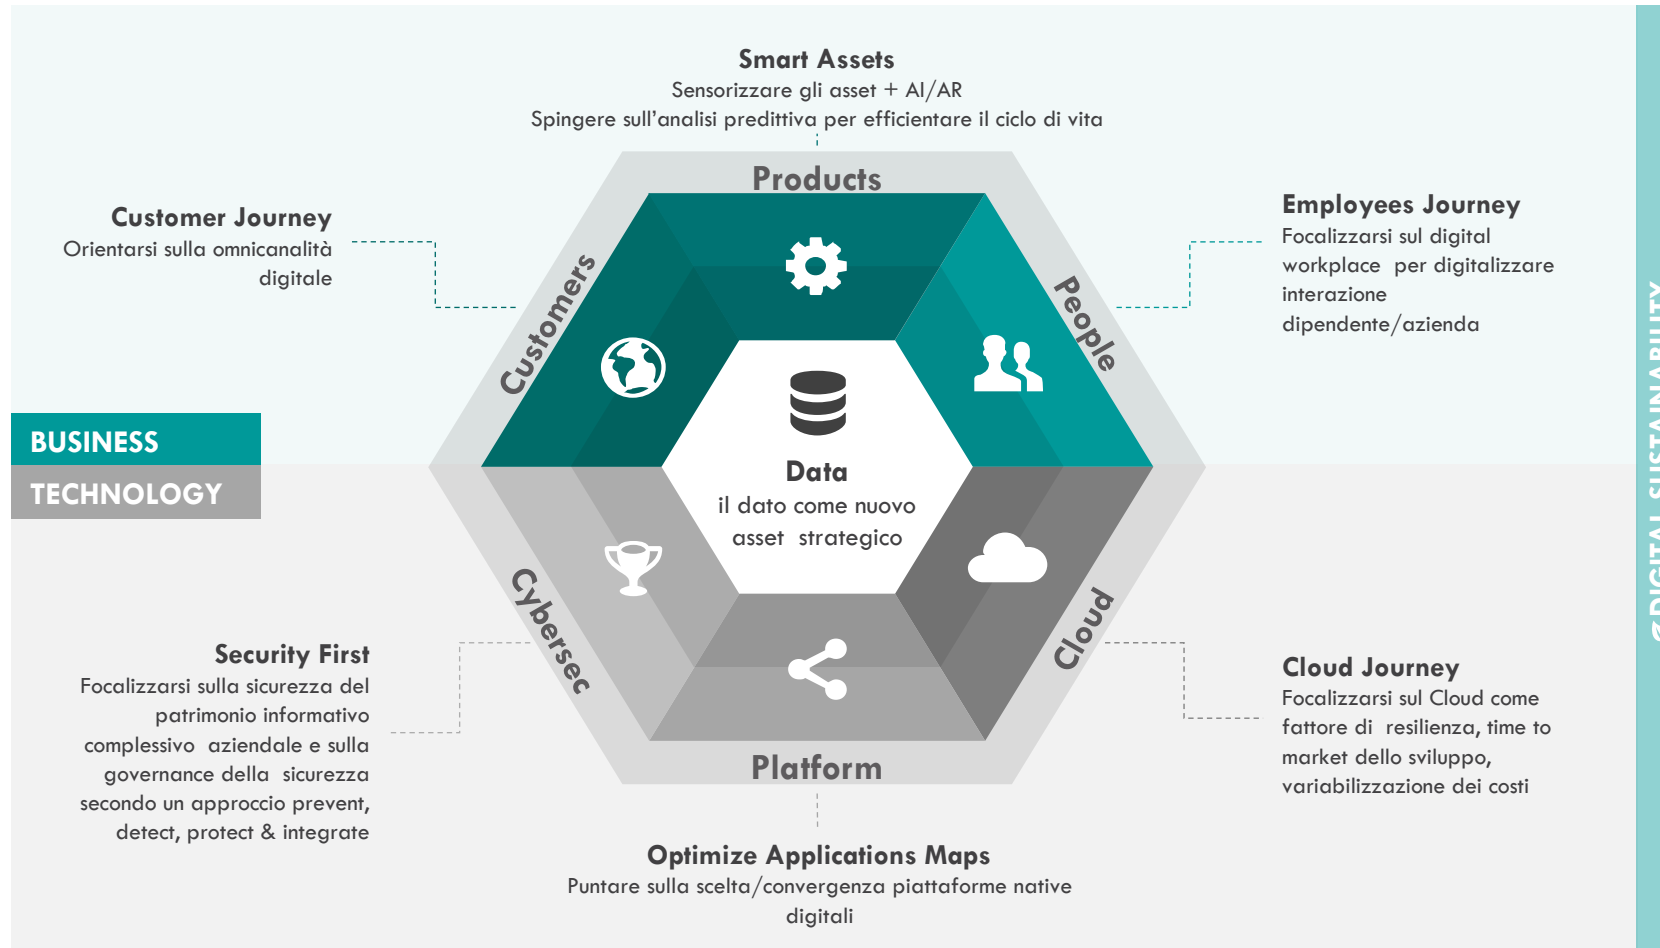 Smart Assets
Sensorizzare gli asset + AI/AR
Spingere sull'analisi predittiva per efficientare il ciclo di vita
Products
Customer Journey
Orientarsi sulla omnicanalità
digitale
Customers
Employees Journey
Focalizzarsi sul digital
workplace per digitalizzare
interazione
dipendente/azienda
People
BUSINESS
TECHNOLOGY
Data
il dato come nuovo
asset strategico
Cybersec
Security First
Focalizzarsi sulla sicurezza del
patrimonio informativo
complessivo aziendale e sulla
governance della sicurezza
secondo un approccio prevent,
detect, protect & integrate
Cloud
Cloud Journey
Focalizzarsi sul Cloud come
fattore di resilienza, time to
market dello sviluppo,
variabilizzazione dei costi
Platform
Optimize Applications Maps
Puntare sulla scelta/convergenza piattaforme native
digitali
DIGITAL SUSTAINABILITY